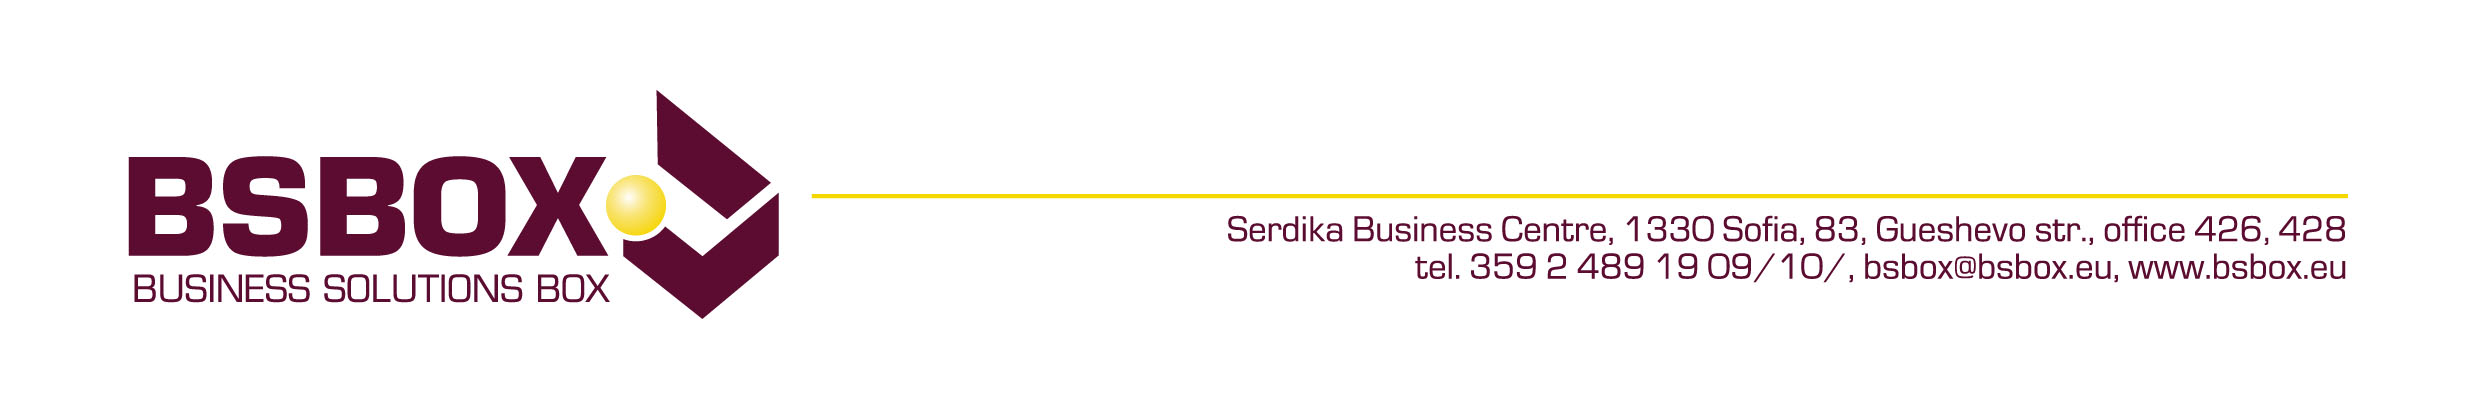 BSBOX
BUSINESS SOLUTIONS BOX
Serdika Business Centre, 1330 Sofia, 83, Gueshevo str., office 426, 428
tel. 359 2 489 19 09/10/, bsbox@bsbox.eu, www.bsbox.eu